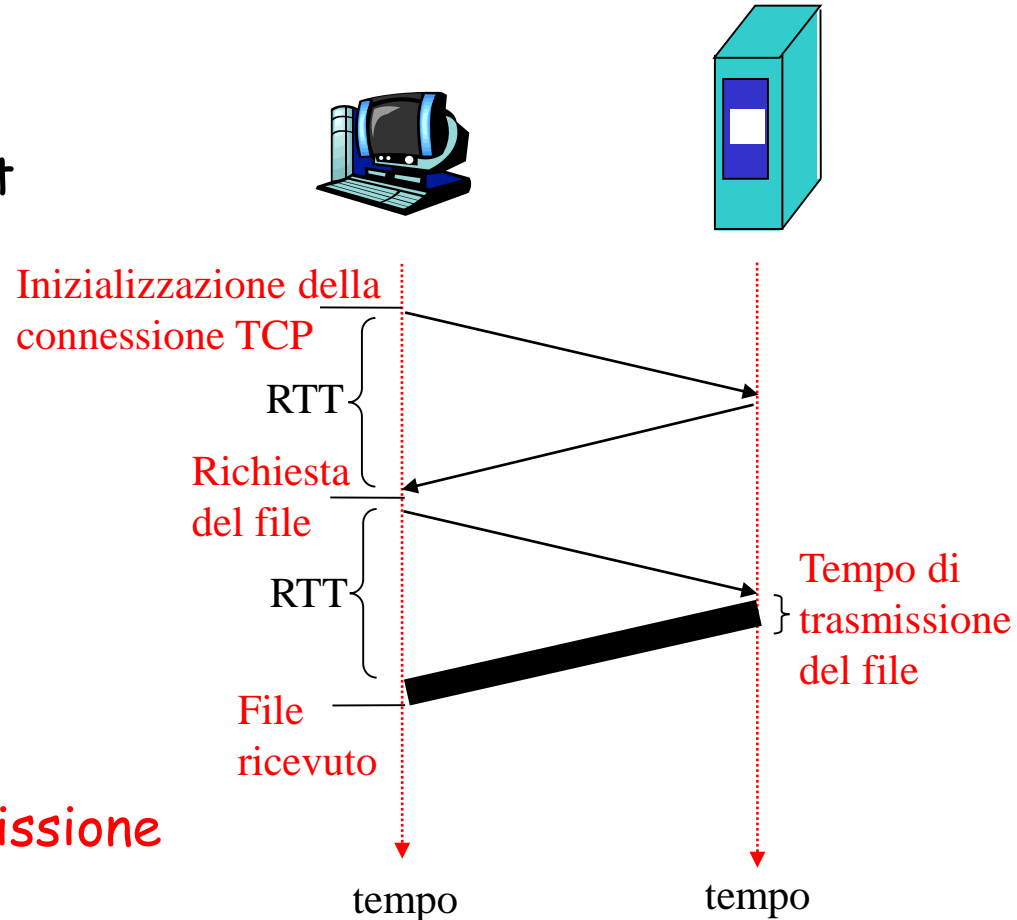 t
Inizializzazione della
connessione TCP
RTT
Richiesta
del file
RTT
Tempo di
trasmissione
del file
File
ricevuto
issione
tempo
tempo